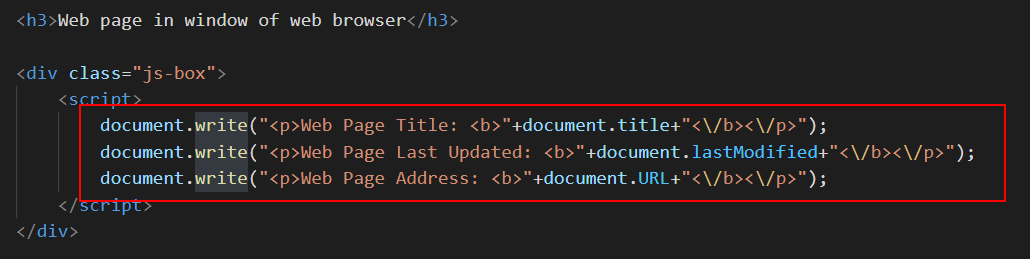 <h3>Web page in window of web browser</h3>
<div class="js-box">
<script>
document.write("<p>Web Page Title: <b>"+document.title+"<\/b><\/p>");
document.write("<p>Web Page Last Updated: <b>"+document.lastModified+"<\/b><\/p>");
document.write("<p>Web Page Address: <b>"+document.URL+"<\/b><\/p>");
</script>
</div>